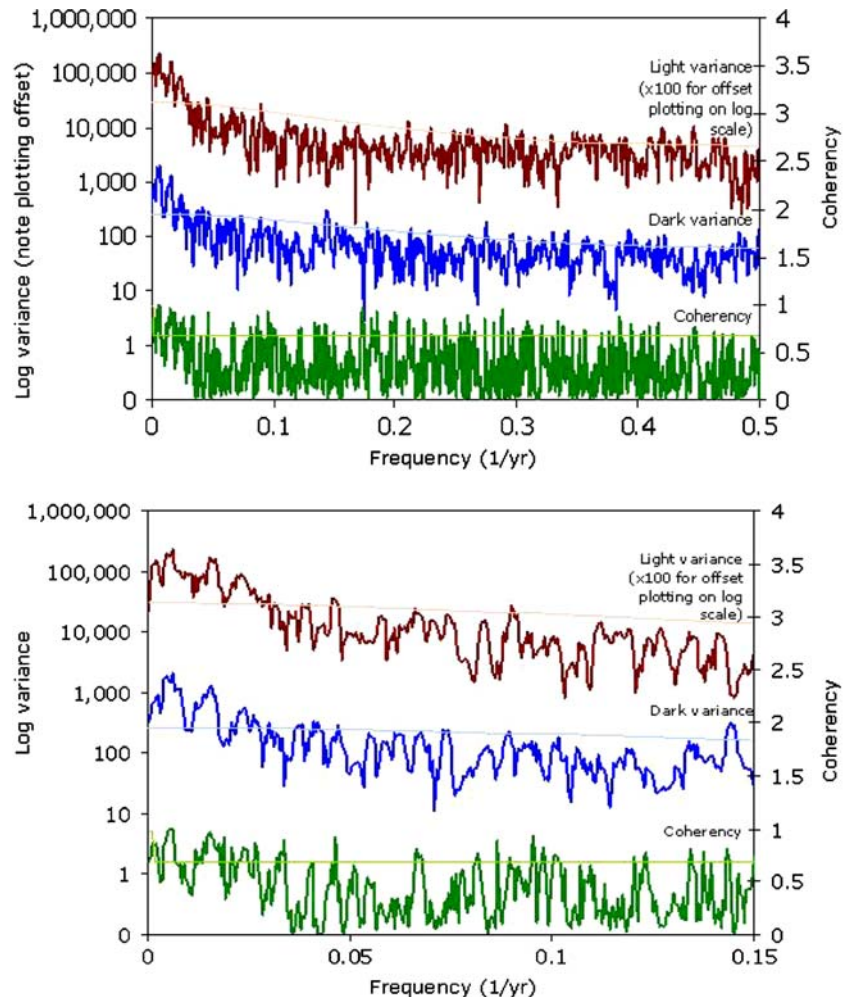 1,000,000
100,000
10,000
1,000
100
10
1
0
Log variance (note plotting offset)
4
3.5
3
2.5
2
1.5
1
0.5
0
Coherency
Light variance
(x100 for offset
plotting on log
scale)
Dark variance
Coherency
0
0.1
0.2
0.3
0.4
0.5
Frequency (1/yr)
1,000,000
100,000
10,000
1,000
100
10
1
0
Log variance
4
3.5
3
2.5
2
1.5
1
0.5
0
Coherency
Light variance
(x100 for offset
plotting on log
scale)
Dark variance
Coherency
0
0.05
0.1
0.15
Frequency (1/yr)